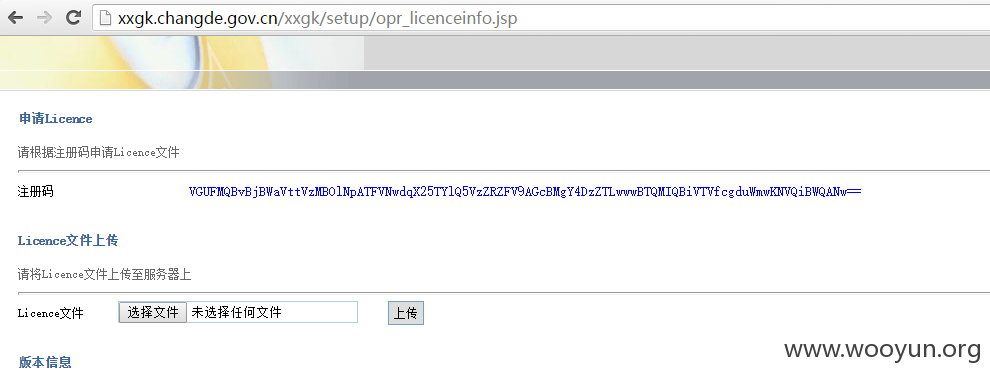 xxgk.changde.gov.cn/xxgk/setup/opr_licenceinfo.jsp
申请Licence
请根据注册码申请Licence文件
注册码 VGUFMQBvBjBWaVttVzMBOlNpATFVNwdqX25TYlQ5VzZRZFV9AGcBMgY4DzZTLwwwBTQMIQBiVTVfcgduWmwKNVQiBWQANw==
Licence文件上传
请将Licence文件上传至服务器上
Licence文件 选择文件 未选择任何文件 上传
www.wooyun.org
版本信息